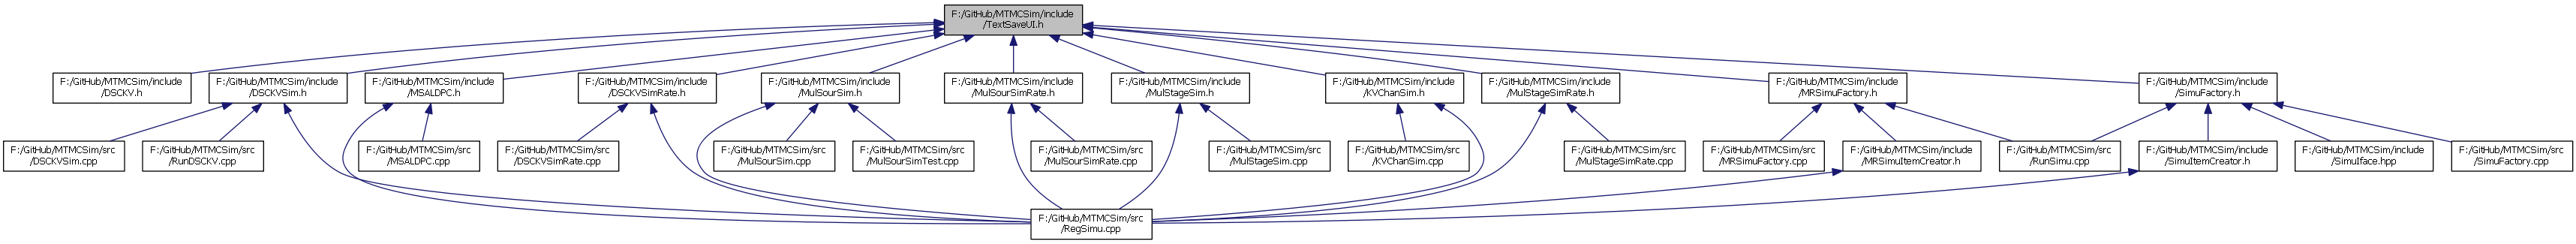 F:/GitHub/MTMCSim/include
/TextSaveUI.h
F:/GitHub/MTMCSim/include
/DSCKV.h
F:/GitHub/MTMCSim/include
/DSCKVSim.h
F:/GitHub/MTMCSim/include
/MSALDPC.h
F:/GitHub/MTMCSim/include
/DSCKVSimRate.h
F:/GitHub/MTMCSim/include
/MulSourSim.h
F:/GitHub/MTMCSim/include
/MulSourSimRate.h
F:/GitHub/MTMCSim/include
/MulStageSim.h
F:/GitHub/MTMCSim/include
/KVChanSim.h
F:/GitHub/MTMCSim/include
/MulStageSimRate.h
F:/GitHub/MTMCSim/include
/MRSimuFactory.h
F:/GitHub/MTMCSim/include
/SimuFactory.h
F:/GitHub/MTMCSim/src
/DSCKVSim.cpp
F:/GitHub/MTMCSim/src
/RunDSCKV.cpp
F:/GitHub/MTMCSim/src
/MSALDPC.cpp
F:/GitHub/MTMCSim/src
/DSCKVSimRate.cpp
F:/GitHub/MTMCSim/src
/MulSourSim.cpp
F:/GitHub/MTMCSim/src
/MulSourSimTest.cpp
F:/GitHub/MTMCSim/src
/MulSourSimRate.cpp
F:/GitHub/MTMCSim/src
/MulStageSim.cpp
F:/GitHub/MTMCSim/src
/KVChanSim.cpp
F:/GitHub/MTMCSim/src
/MulStageSimRate.cpp
F:/GitHub/MTMCSim/src
/MRSimuFactory.cpp
F:/GitHub/MTMCSim/include
/MRSimuItemCreator.h
F:/GitHub/MTMCSim/src
/RunSimu.cpp
F:/GitHub/MTMCSim/include
/SimuItemCreator.h
F:/GitHub/MTMCSim/include
/SimuIface.hpp
F:/GitHub/MTMCSim/src
/SimuFactory.cpp
F:/GitHub/MTMCSim/src
/RegSimu.cpp